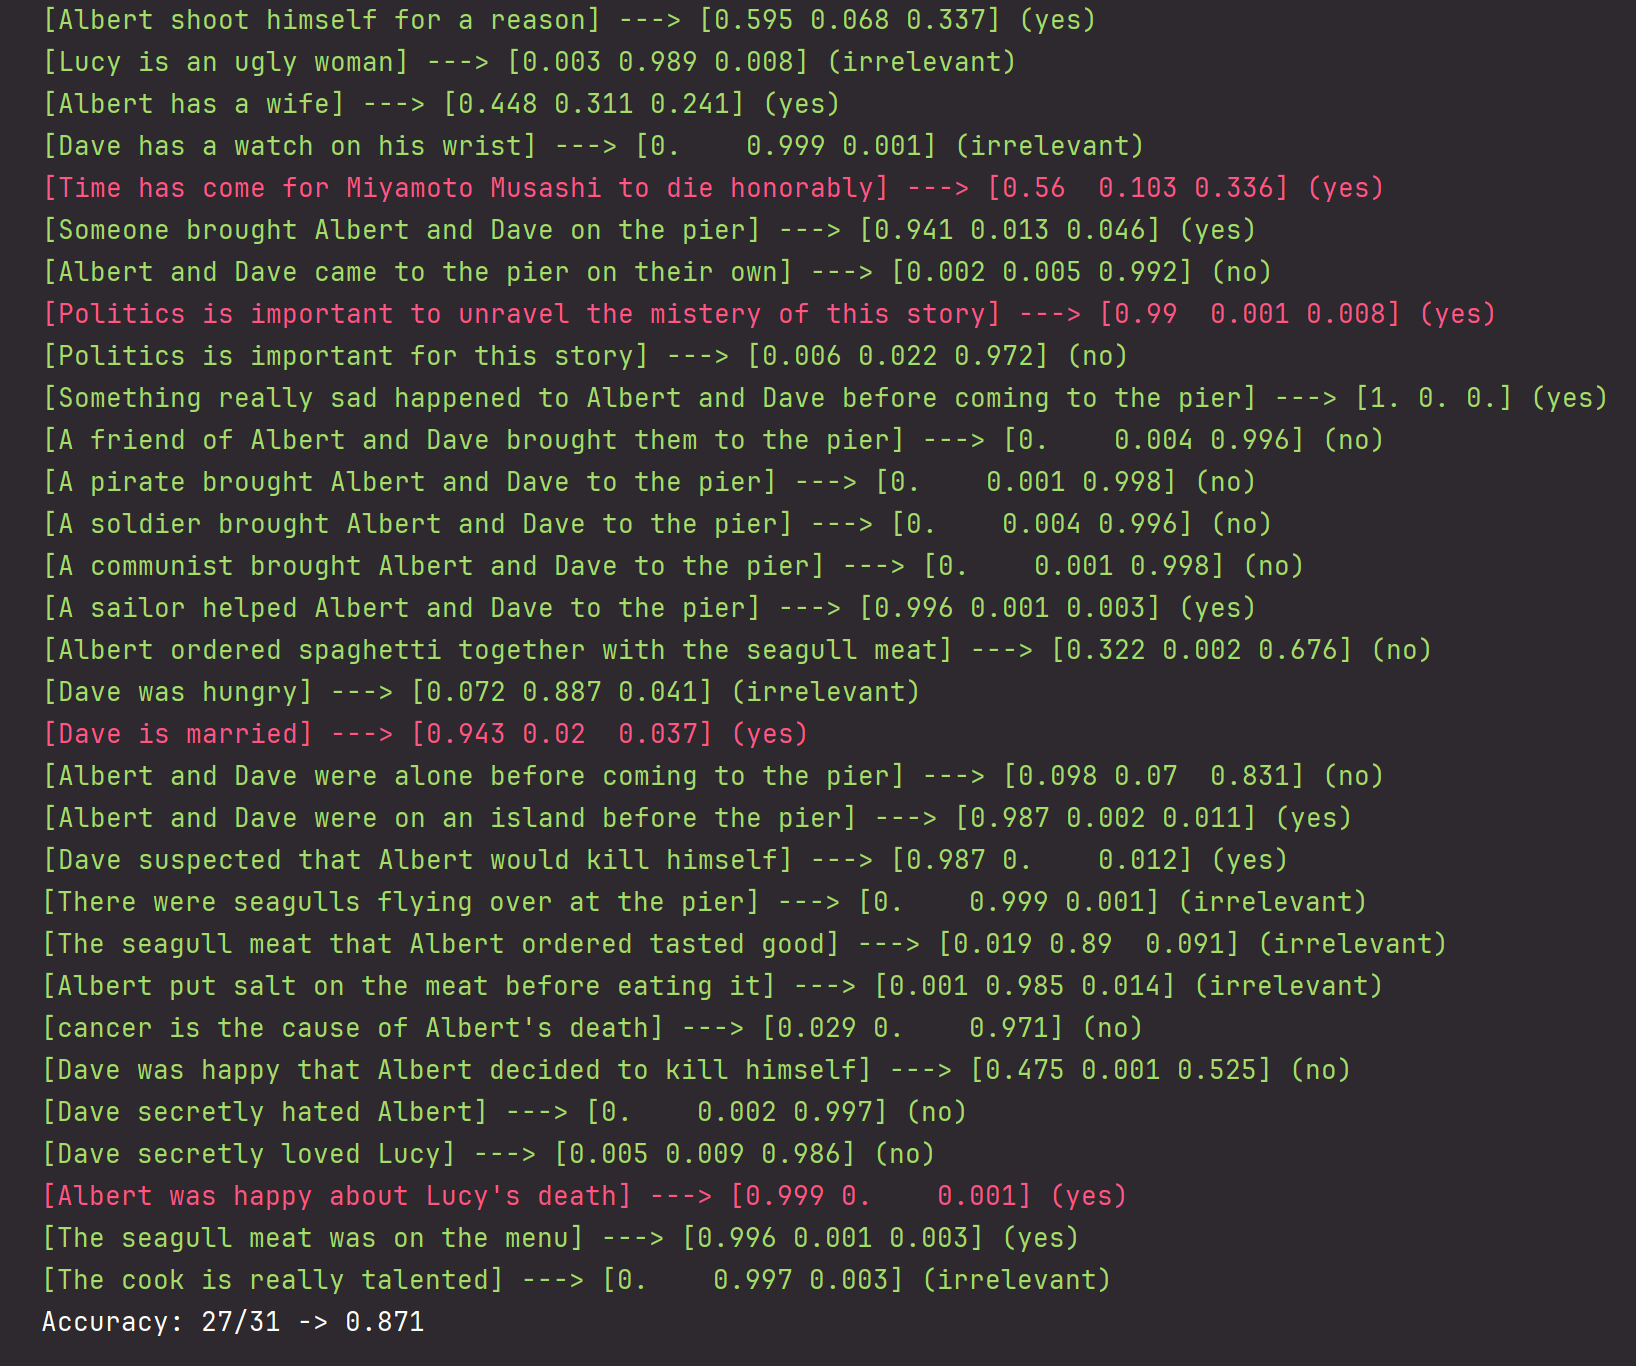 [Albert shoot himself for a reason] ---> [0.595 0.068 0.337] (yes)
[Lucy is an ugly woman] ---> [0.003 0.989 0.008] (irrelevant)
[Albert has a wife] ---> [0.448 0.311 0.241] (yes)
[Dave has a watch on his wrist] ---> [0.    0.999 0.001] (irrelevant)
[Time has come for Miyamoto Musashi to die honorably] ---> [0.56  0.103 0.336] (yes)
[Someone brought Albert and Dave on the pier] ---> [0.941 0.013 0.046] (yes)
[Albert and Dave came to the pier on their own] ---> [0.002 0.005 0.992] (no)
[Politics is important to unravel the mistery of this story] ---> [0.99  0.001 0.008] (yes)
[Politics is important for this story] ---> [0.006 0.022 0.972] (no)
[Something really sad happened to Albert and Dave before coming to the pier] ---> [1. 0. 0.] (yes)
[A friend of Albert and Dave brought them to the pier] ---> [0.    0.004 0.996] (no)
[A pirate brought Albert and Dave to the pier] ---> [0.    0.001 0.998] (no)
[A soldier brought Albert and Dave to the pier] ---> [0.    0.004 0.996] (no)
[A communist brought Albert and Dave to the pier] ---> [0.    0.001 0.998] (no)
[A sailor helped Albert and Dave to the pier] ---> [0.996 0.001 0.003] (yes)
[Albert ordered spaghetti together with the seagull meat] ---> [0.322 0.002 0.676] (no)
[Dave was hungry] ---> [0.072 0.887 0.041] (irrelevant)
[Dave is married] ---> [0.943 0.02  0.037] (yes)
[Albert and Dave were alone before coming to the pier] ---> [0.098 0.07  0.831] (no)
[Albert and Dave were on an island before the pier] ---> [0.987 0.002 0.011] (yes)
[Dave suspected that Albert would kill himself] ---> [0.987 0.    0.012] (yes)
[There were seagulls flying over at the pier] ---> [0.    0.999 0.001] (irrelevant)
[The seagull meat that Albert ordered tasted good] ---> [0.019 0.89  0.091] (irrelevant)
[Albert put salt on the meat before eating it] ---> [0.001 0.985 0.014] (irrelevant)
[cancer is the cause of Albert's death] ---> [0.029 0.    0.971] (no)
[Dave was happy that Albert decided to kill himself] ---> [0.475 0.001 0.525] (no)
[Dave secretly hated Albert] ---> [0.    0.002 0.997] (no)
[Dave secretly loved Lucy] ---> [0.005 0.009 0.986] (no)
[Albert was happy about Lucy's death] ---> [0.999 0.    0.001] (yes)
[The seagull meat was on the menu] ---> [0.996 0.001 0.003] (yes)
[The cook is really talented] ---> [0.    0.997 0.003] (irrelevant)
Accuracy: 27/31 -> 0.871